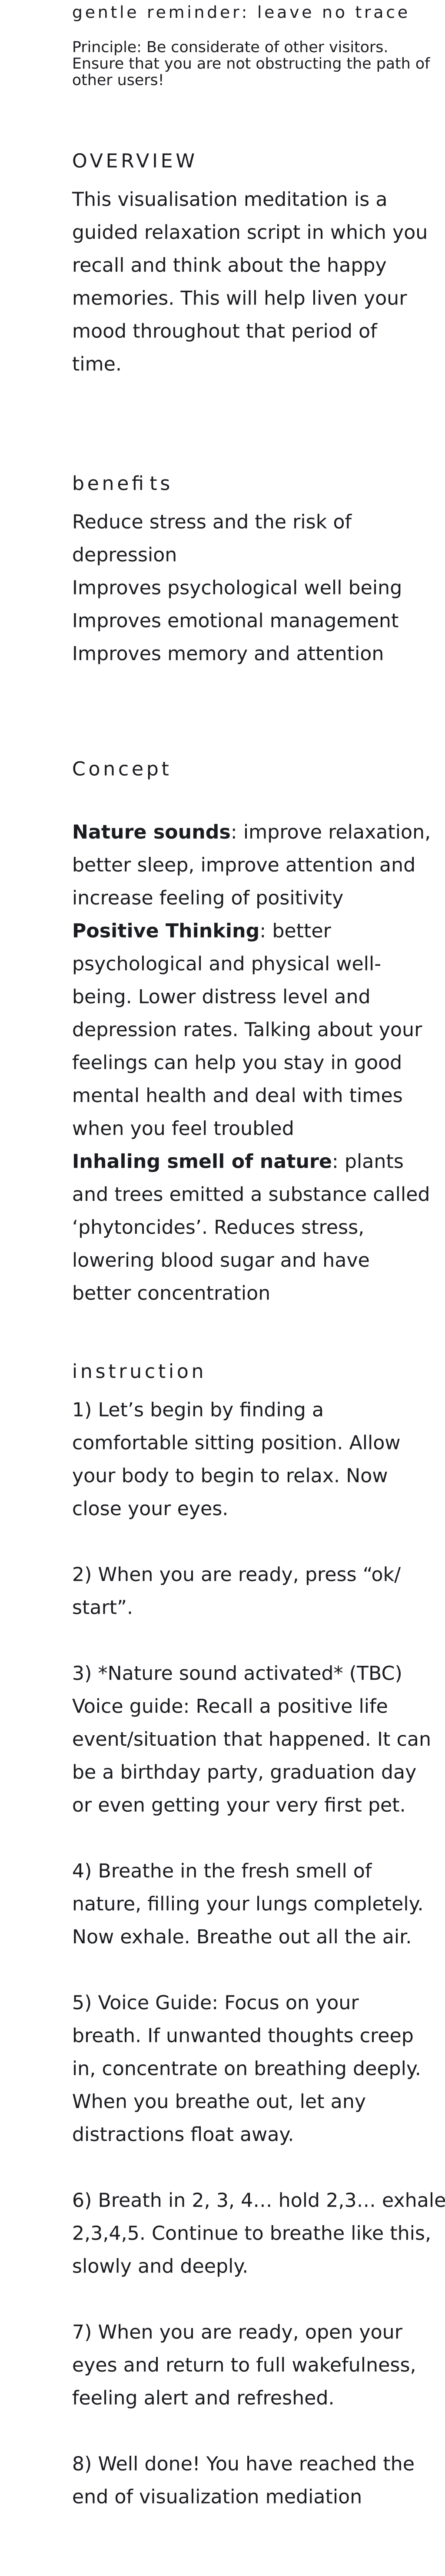 gentle reminder: leave no trace
Principle: Be considerate of other visitors.
Ensure that you are not obstructing the path of
other users!
OVERVIEW
This visualisation meditation is a
guided relaxation script in which you
recall and think about the happy
memories. This will help liven your
mood throughout that period of
time.
benefits
Reduce stress and the risk of
depression
Improves psychological well being
Improves emotional management
Improves memory and attention
Concept
Nature sounds: improve relaxation,
better sleep, improve attention and
increase feeling of positivity
Positive Thinking: better
psychological and physical well-
being. Lower distress level and
depression rates. Talking about your
feelings can help you stay in good
mental health and deal with times
when you feel troubled
Inhaling smell of nature: plants
and trees emitted a substance called
‘phytoncides’. Reduces stress,
lowering blood sugar and have
better concentration
instruction
1) Let’s begin by finding a
comfortable sitting position. Allow
your body to begin to relax. Now
close your eyes.
2) When you are ready, press “ok/
start”.
3) *Nature sound activated* (TBC)
Voice guide: Recall a positive life
event/situation that happened. It can
be a birthday party, graduation day
or even getting your very first pet.
4) Breathe in the fresh smell of
nature, filling your lungs completely.
Now exhale. Breathe out all the air.
5) Voice Guide: Focus on your
breath. If unwanted thoughts creep
in, concentrate on breathing deeply.
When you breathe out, let any
distractions float away.
6) Breath in 2, 3, 4… hold 2,3… exhale
2,3,4,5. Continue to breathe like this,
slowly and deeply.
7) When you are ready, open your
eyes and return to full wakefulness,
feeling alert and refreshed.
8) Well done! You have reached the
end of visualization mediation